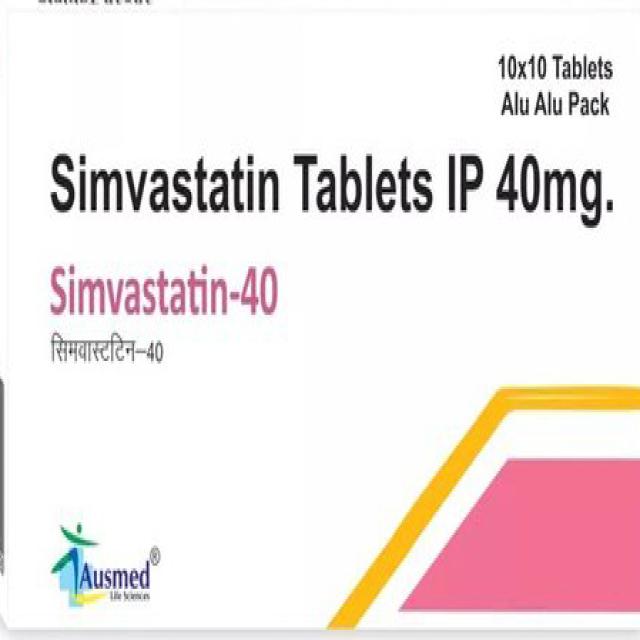 10x10 Tablets
Alu Alu Pack
Simvastatin Tablets IP 40mg.
Simvastatin-40
सिमवास्टटिन–40
Ausmed®
Life Sciences